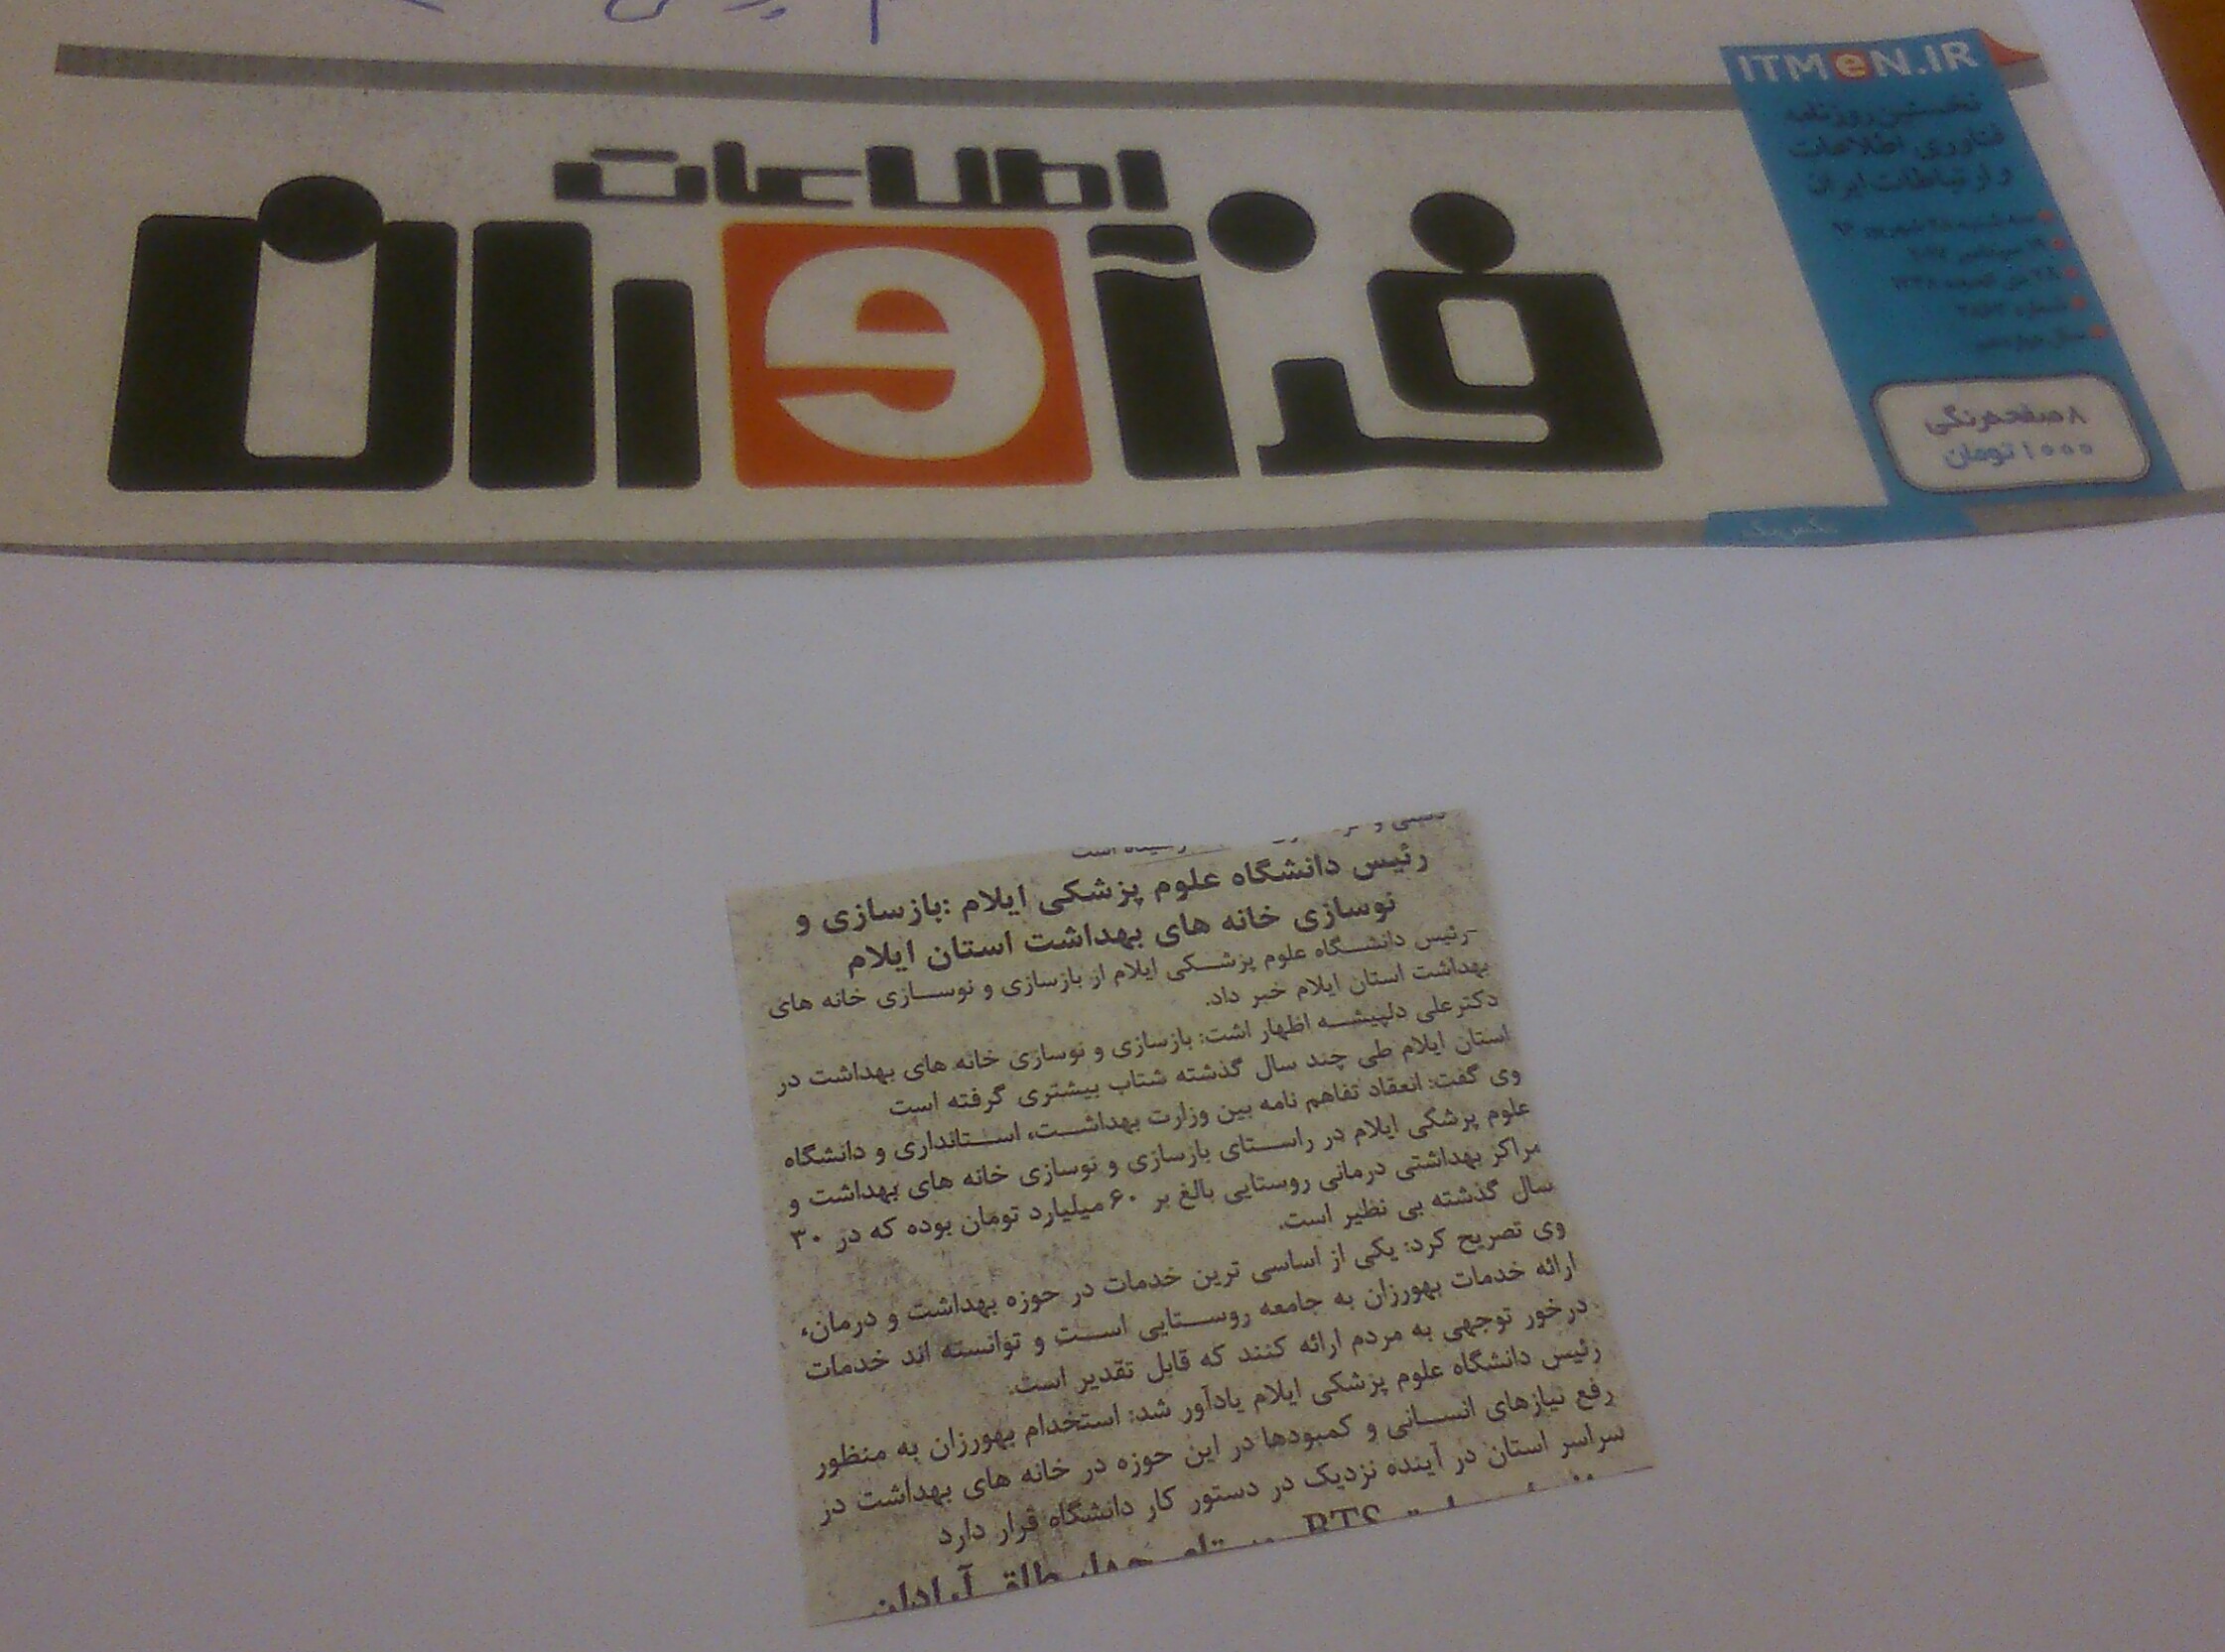 ITMeN.IR
نخستین روزنامه
فناوری اطلاعات
و ارتباطات ایران
۸ صفحه رنگی
۱۰۰۰ تومان
اطلاعات
فن‌آوران
است
رئیس دانشگاه علوم پزشکی ایلام :بازسازی و
نوسازی خانه های بهداشت استان ایلام
-رئیس دانشگاه علوم پزشکی ایلام از بازسازی و نوسازی خانه های
بهداشت استان ایلام خبر داد.
دکترعلی دلپیشه اظهار اشت: بازسازی و نوسازی خانه های بهداشت در
استان ایلام طی چند سال گذشته شتاب بیشتری گرفته است
وی گفت: انعقاد تفاهم نامه بین وزارت بهداشت، استانداری و دانشگاه
علوم پزشکی ایلام در راستای بازسازی و نوسازی خانه های بهداشت و
مراکز بهداشتی درمانی روستایی بالغ بر ۶۰ میلیارد تومان بوده که در ۳۰
سال گذشته بی نظیر است.
وی تصریح کرد: یکی از اساسی ترین خدمات در حوزه بهداشت و درمان،
ارائه خدمات بهورزان به جامعه روستایی است و توانسته اند خدمات
درخور توجهی به مردم ارائه کنند که قابل تقدیر است.
رئیس دانشگاه علوم پزشکی ایلام یادآور شد: استخدام بهورزان به منظور
رفع نیازهای انسانی و کمبودها در این حوزه در خانه های بهداشت در
سراسر استان در آینده نزدیک در دستور کار دانشگاه قرار دارد
BTS